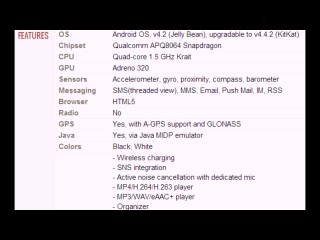 FEATURES OS Android OS, v4.2 (Jelly Bean), upgradable to v4.4.2 (KitKat)
Chipset Qualcomm APQ8064 Snapdragon
CPU Quad-core 1.5 GHz Krait
GPU Adreno 320
Sensors Accelerometer, gyro, proximity, compass, barometer
Messaging SMS(threaded view), MMS, Email, Push Mail, IM, RSS
Browser HTML5
Radio No
GPS Yes, with A-GPS support and GLONASS
Java Yes, via Java MIDP emulator
Colors Black, White
- Wireless charging
- SNS integration
- Active noise cancellation with dedicated mic
- MP4/H.264/H.263 player
- MP3/WAV/eAAC+ player
- Organizer